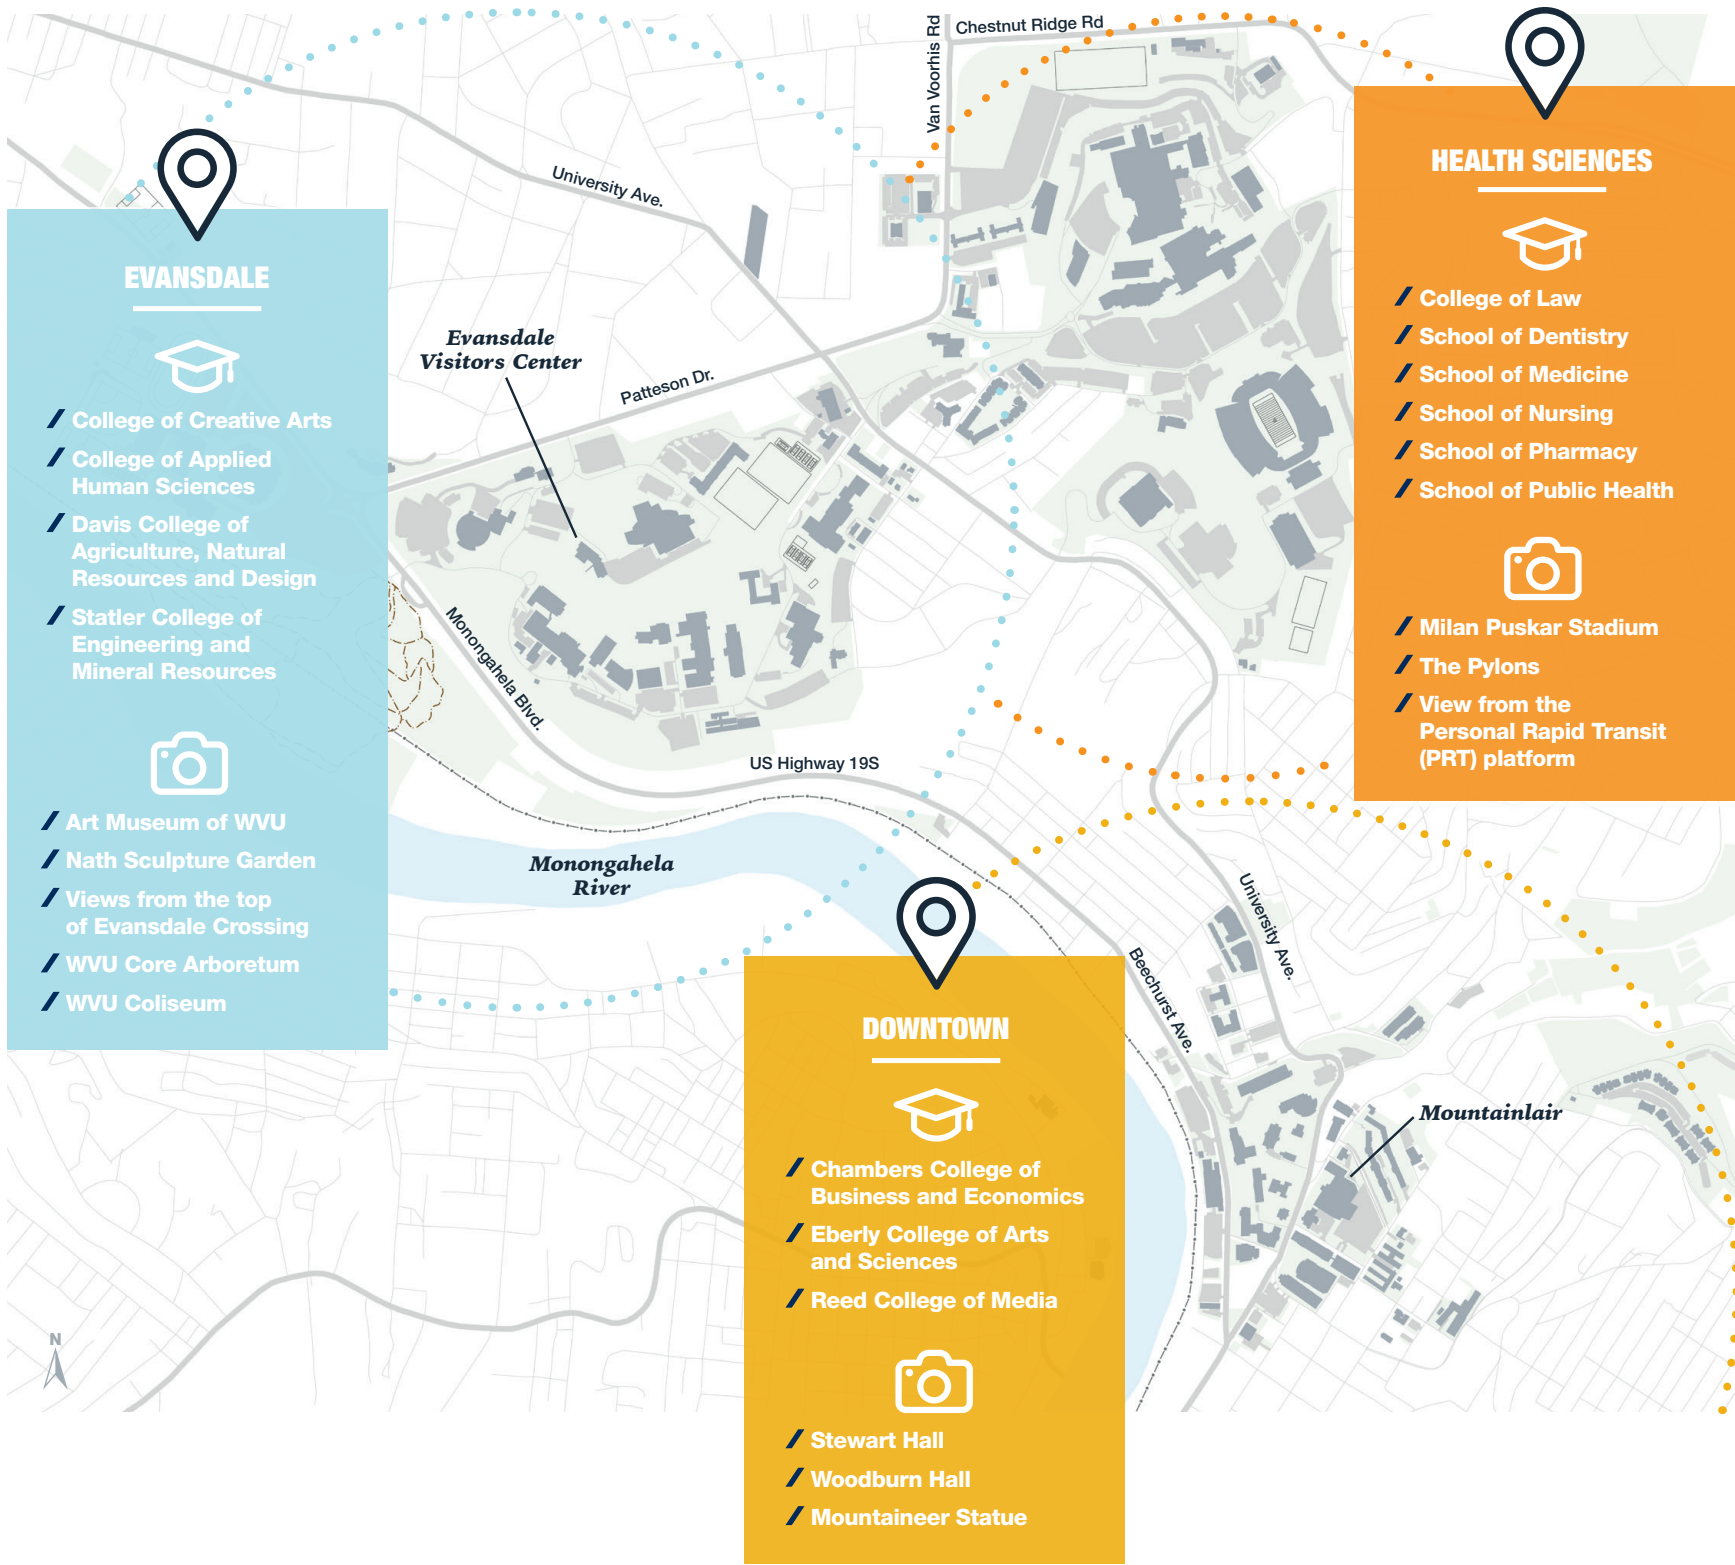 Chestnut Ridge Rd
Van Voorhis Rd
University Ave.
Evansdale
Visitors Center
Patteson Dr.
Monongahela Blvd.
US Highway 19S
Monongahela
River
University Ave.
Beechurst Ave.
Mountainlair
N
EVANSDALE
College of Creative Arts
College of Applied
Human Sciences
Davis College of
Agriculture, Natural
Resources and Design
Statler College of
Engineering and
Mineral Resources
Art Museum of WVU
Nath Sculpture Garden
Views from the top
of Evansdale Crossing
WVU Core Arboretum
WVU Coliseum
HEALTH SCIENCES
College of Law
School of Dentistry
School of Medicine
School of Nursing
School of Pharmacy
School of Public Health
Milan Puskar Stadium
The Pylons
View from the
Personal Rapid Transit
(PRT) platform
DOWNTOWN
Chambers College of
Business and Economics
Eberly College of Arts
and Sciences
Reed College of Media
Stewart Hall
Woodburn Hall
Mountaineer Statue